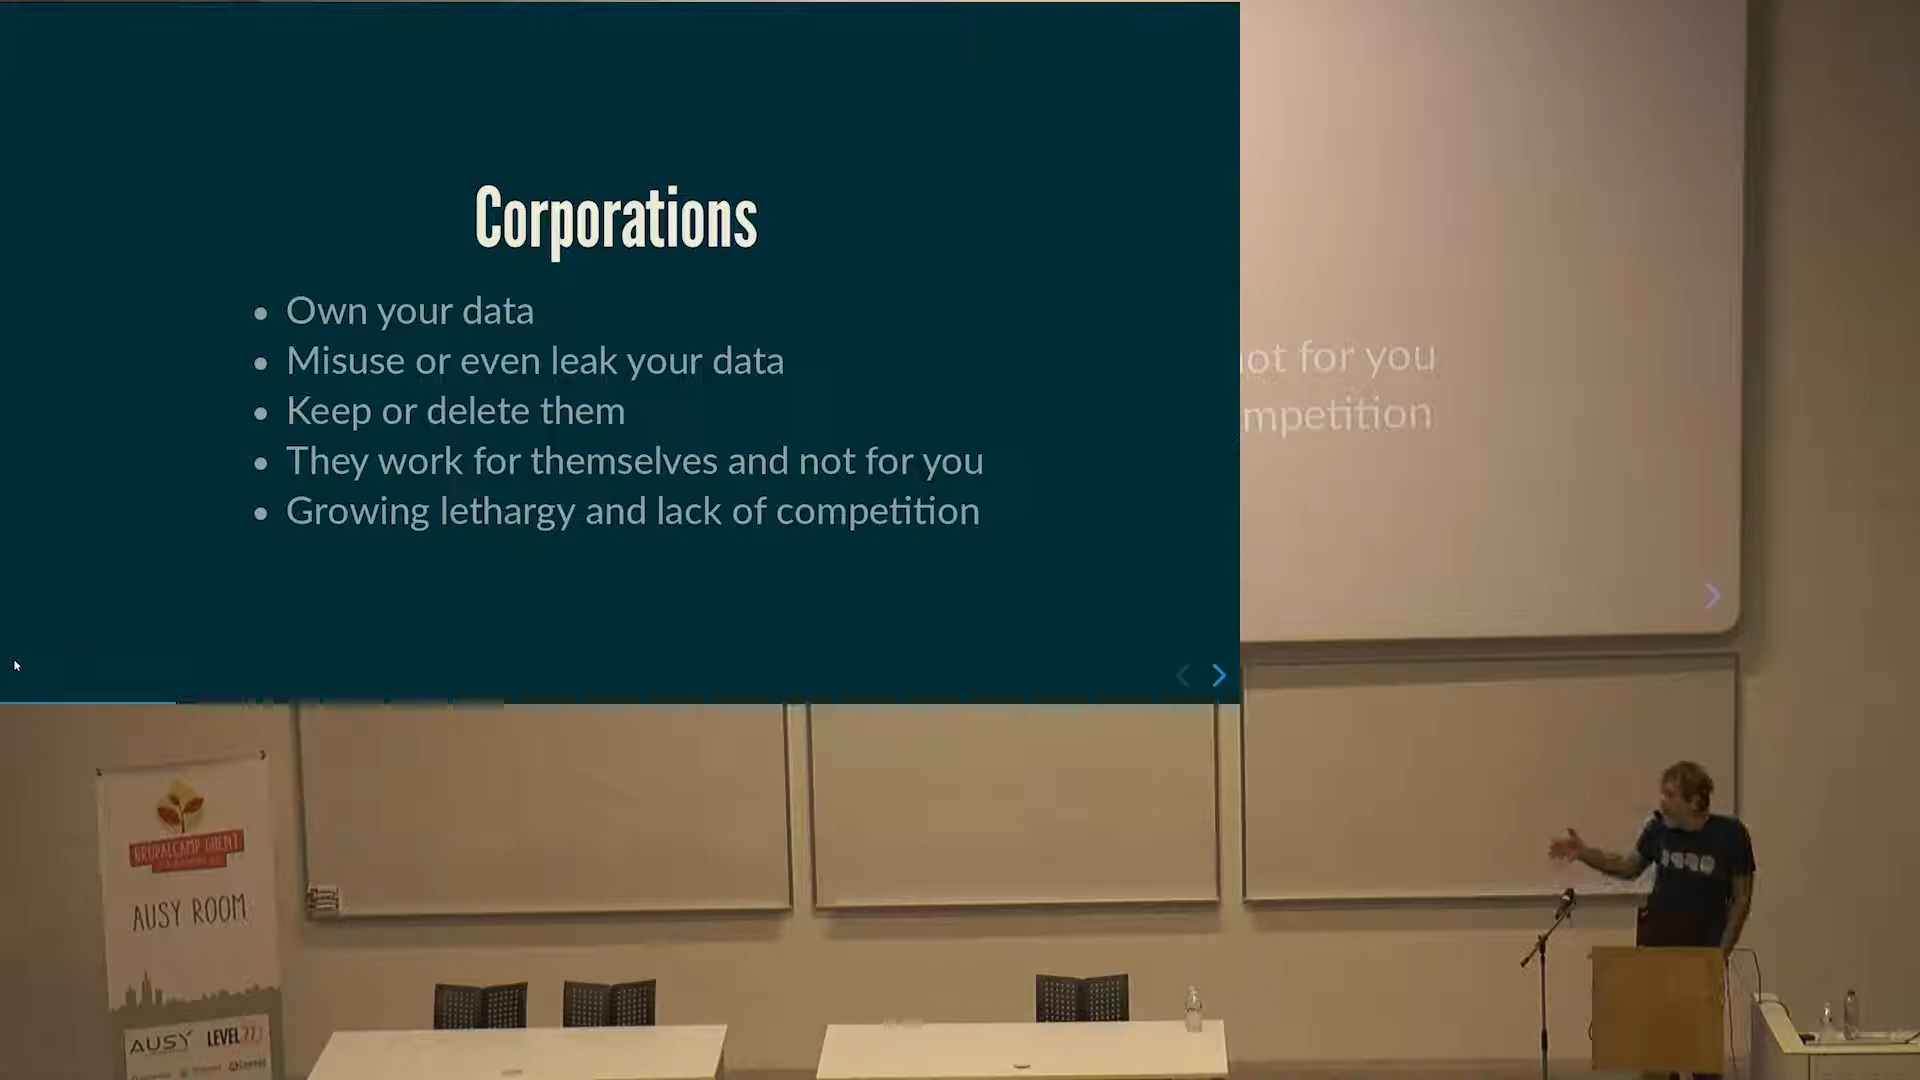 Corporations
Own your data
Misuse or even leak your data
Keep or delete them
They work for themselves and not for you
Growing lethargy and lack of competition
ot for you
mpetition
DRUPALCAMP GHENT
AUSY ROOM
AUSY LEVEL27